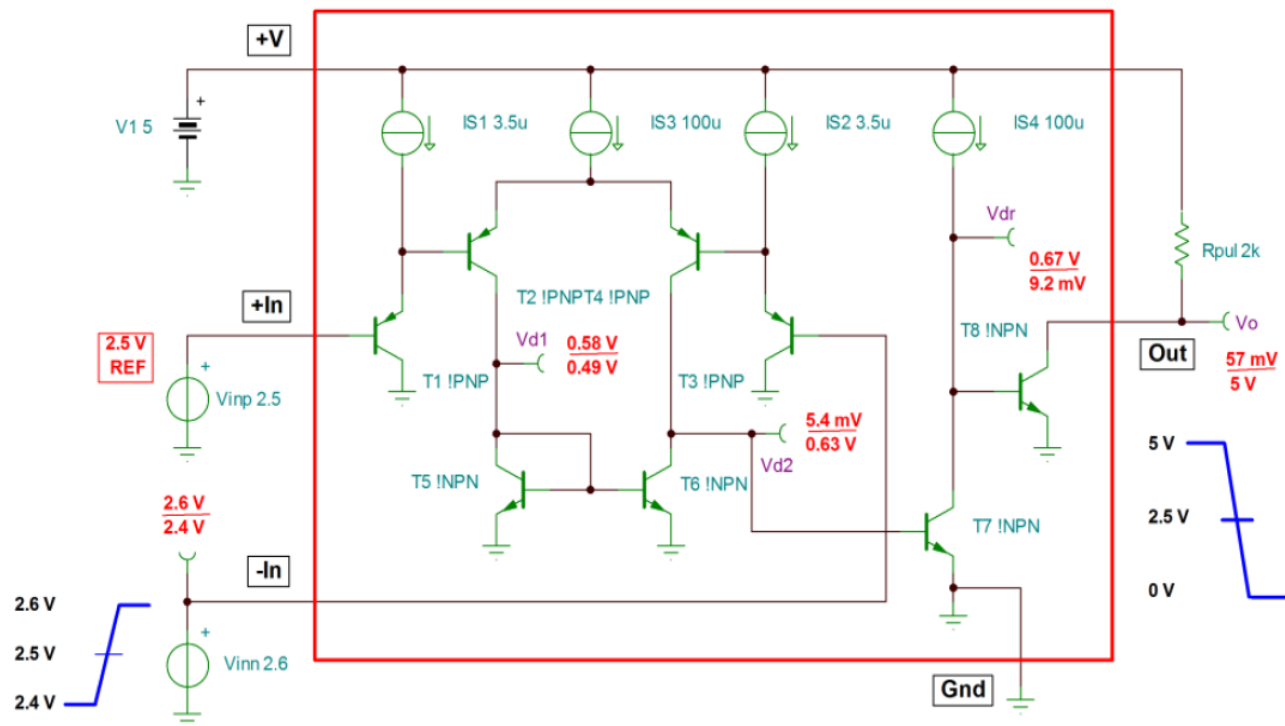 +V
V1 5
+
IS1 3.5u
IS3 100u
IS2 3.5u
IS4 100u
Vdr
0.67 V
9.2 mV
Rpul 2k
+In
T2 !PNPT4 !PNP
2.5 V
REF
+
Vinp 2.5
Vd1
0.58 V
0.49 V
T1 !PNP
T3 !PNP
T8 !NPN
Out
Vo
57 mV
5 V
5.4 mV
0.63 V
Vd2
T5 !NPN
T6 !NPN
T7 !NPN
5 V
2.5 V
0 V
2.6 V
2.4 V
-In
2.6 V
2.5 V
2.4 V
+
Vinn 2.6
Gnd